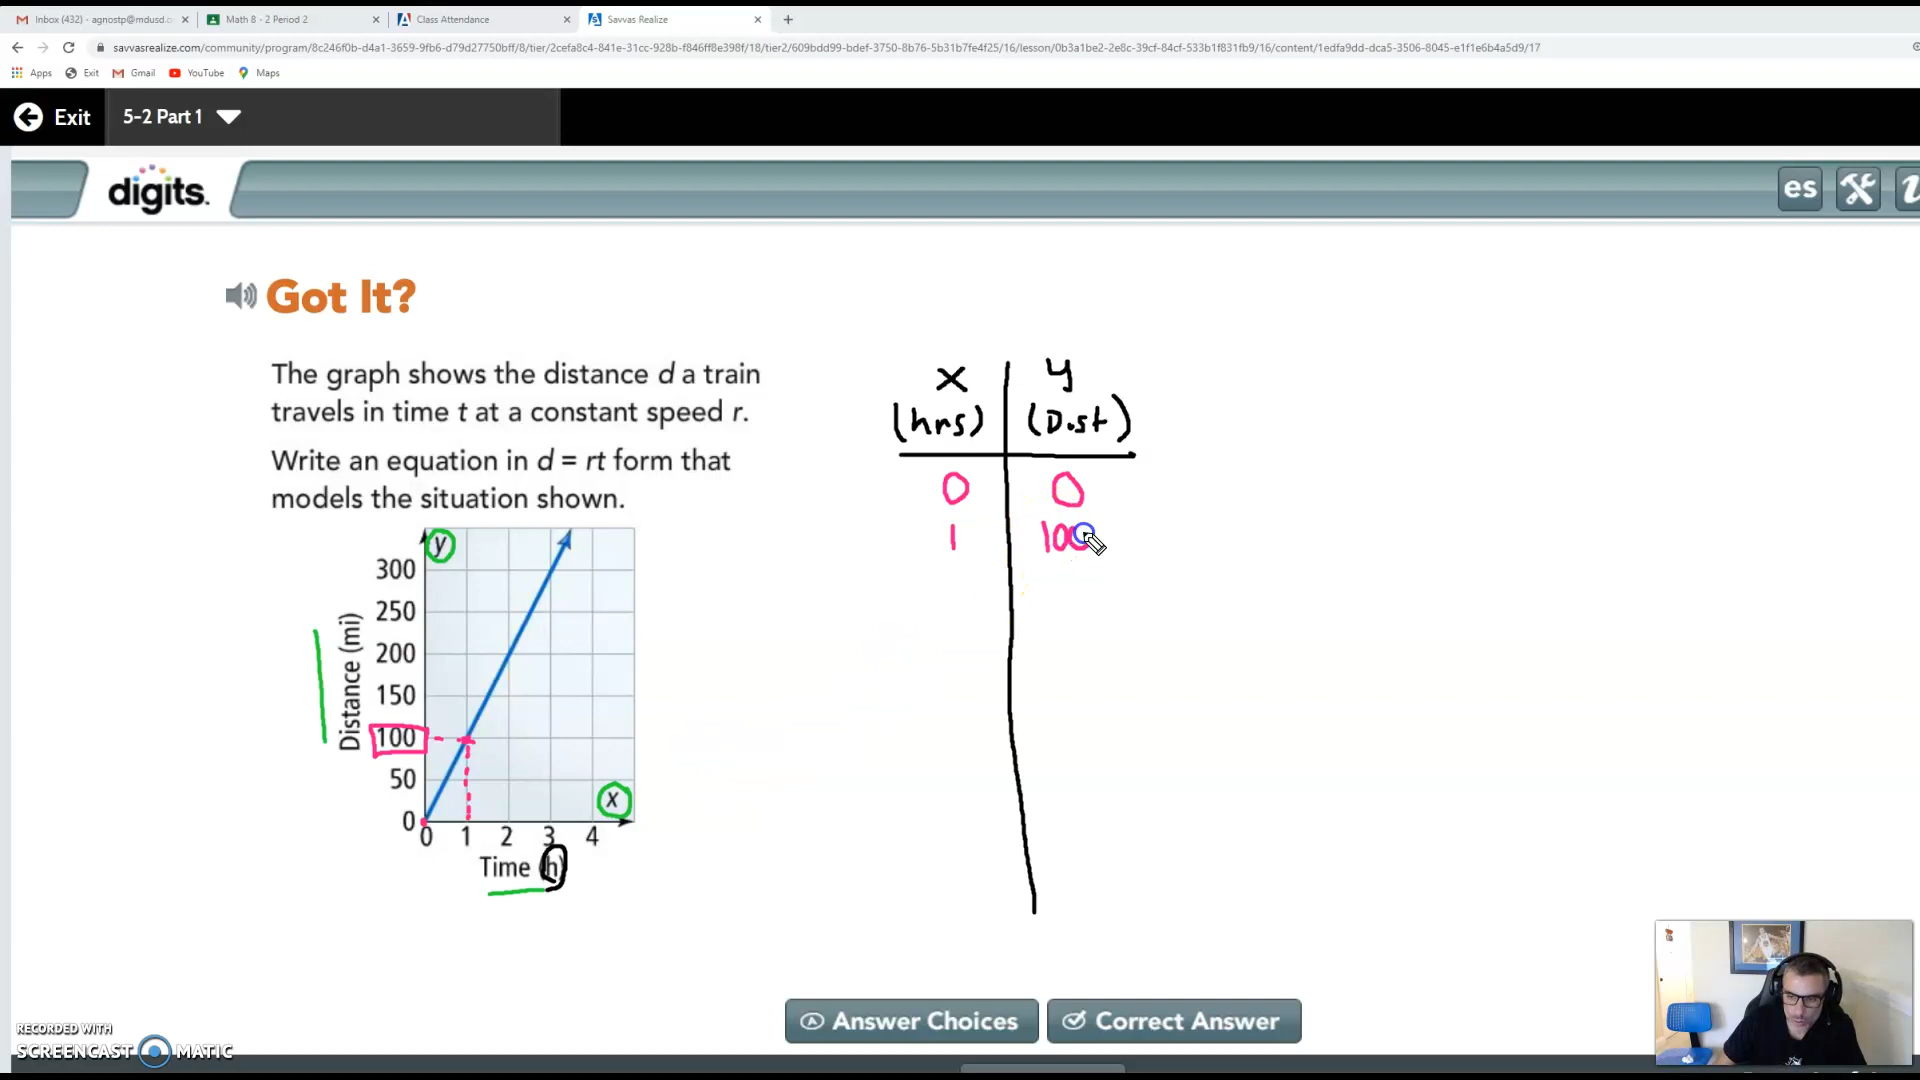 Inbox (432) - agnostp@mdusd.o
Math 8 - 2 Period 2
Class Attendance
Savvas Realize
savvasrealize.com/community/program/8c246f0b-d4a1-3659-9fb6-d79d27750bff/8/tier/2cefa8c4-841e-31cc-928b-f846ff8e398f/18/tier2/609bdd99-bdef-3750-8b76-5b31b7fe4f25/16/lesson/0b3a1be2-2e8c-39cf-84cf-533b1f831fb9/16/content/1edfa9dd-dca5-3506-8045-e1f1e6b4a5d9/17
Apps Exit Gmail YouTube Maps
Exit 5-2 Part 1
digits.
es
Got It?
The graph shows the distance d a train
travels in time t at a constant speed r.
Write an equation in d = rt form that
models the situation shown.
x y
(hrs) (Dist)
0 0
1 100
y
300
250
200
150
100
50
0
Distance (mi)
x
0 1 2 3 4
Time (h)
Answer Choices
Correct Answer
RECORDED WITH
SCREENCAST MATIC